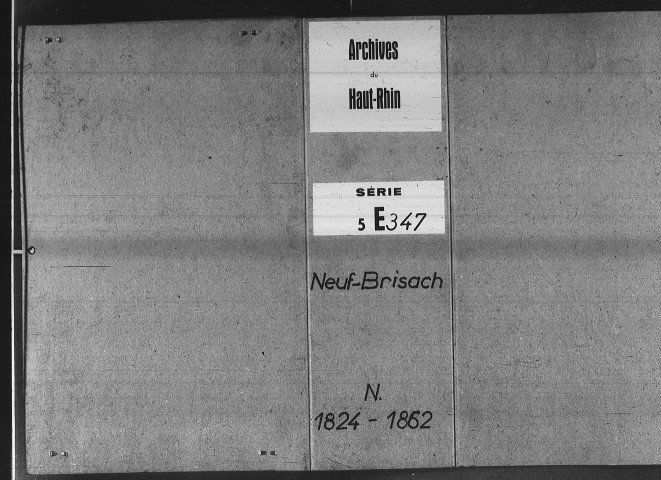 Archives
du
Haut-Rhin
SÉRIE
5 E347
Neuf-Brisach
N.
1824 - 1862